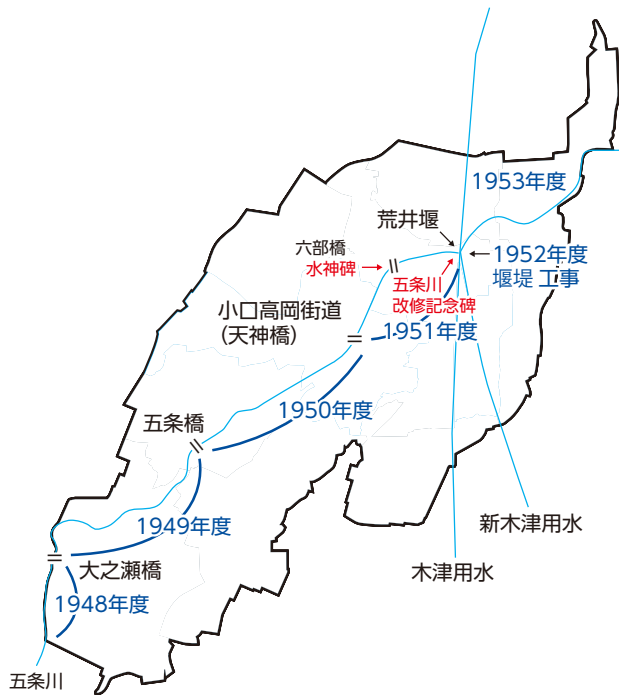 1953年度
荒井堰
六部橋
水神碑
1952年度
堰堤 工事
五条川
改修記念碑
小口高岡街道
(天神橋)
1951年度
1950年度
五条橋
1949年度
新木津用水
大之瀬橋
木津用水
1948年度
五条川